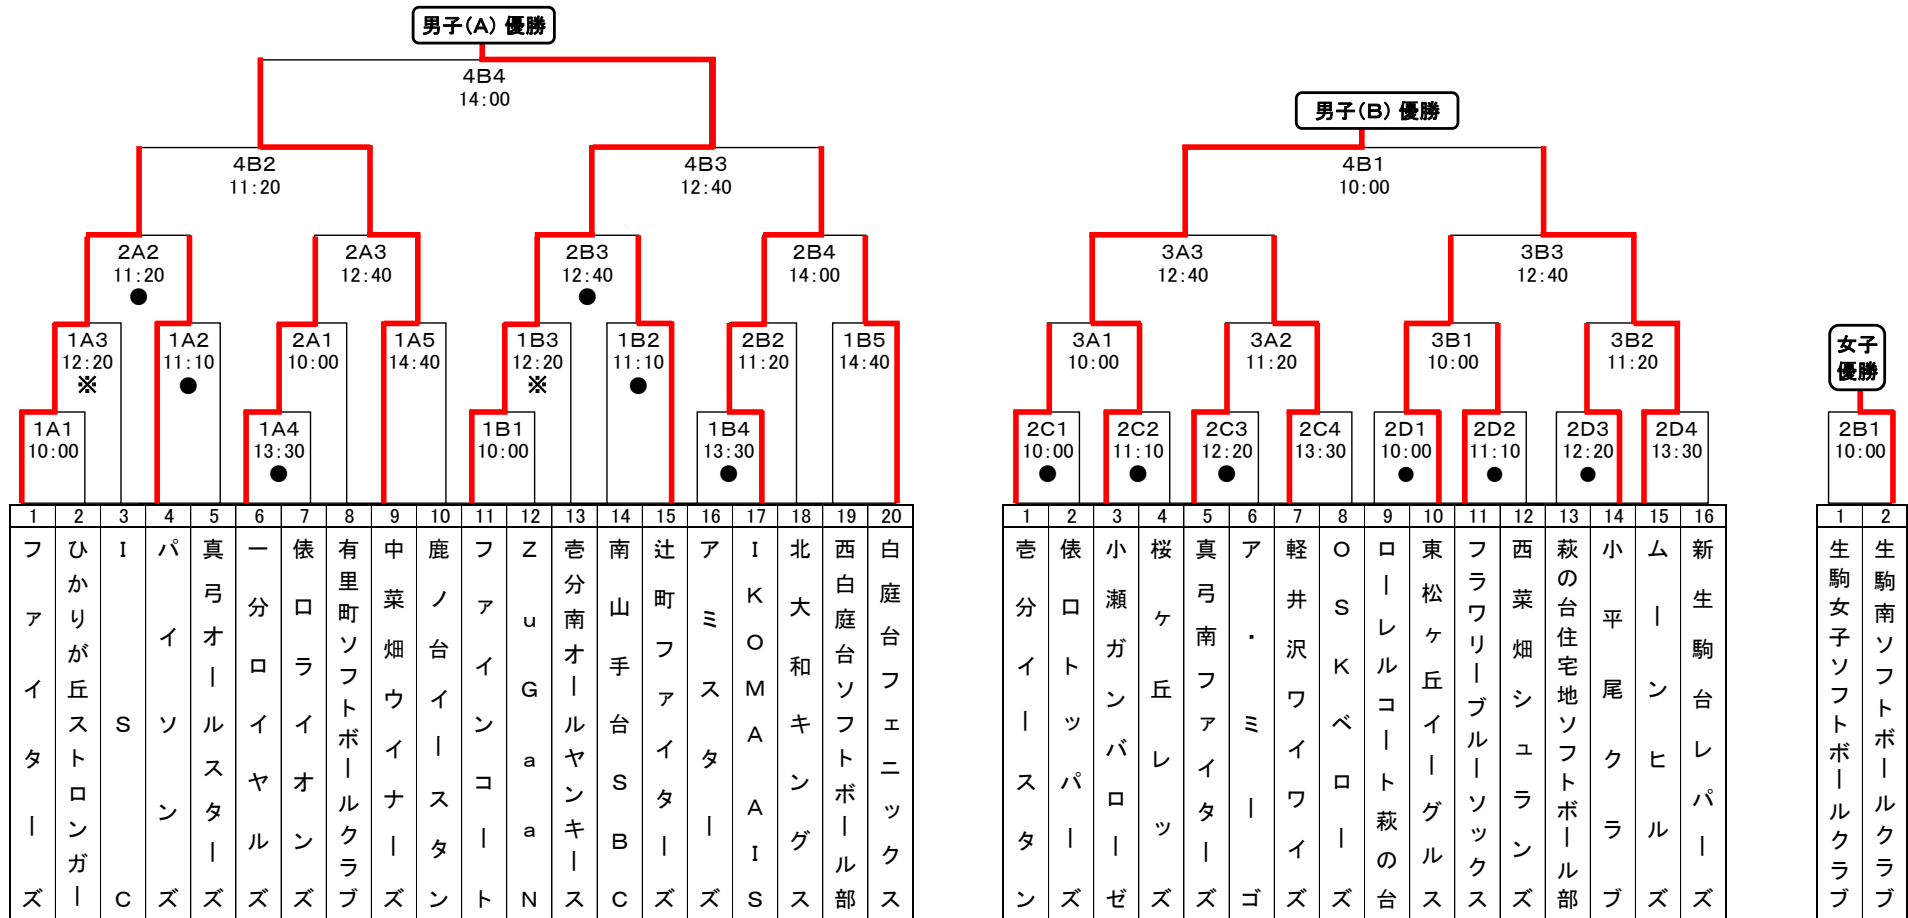 男子(A) 優勝
4B4
14:00
4B2
11:20
4B3
12:40
2A2
11:20
●
2A3
12:40
2B3
12:40
●
2B4
14:00
1A3
12:20
※
1A2
11:10
●
2A1
10:00
1A5
14:40
1B3
12:20
※
1B2
11:10
●
2B2
11:20
1B5
14:40
1A1
10:00
1A4
13:30
●
1B1
10:00
1B4
13:30
●
1
2
3
4
5
6
7
8
9
10
11
12
13
14
15
16
17
18
19
20
ファイターズ
ひかりが丘ストロンガー
ISC
パイソンズ
真弓オールスターズ
一分ロイヤルズ
俵口ライオンズ
有里町ソフトボールクラブ
中菜畑ウイナーズ
鹿ノ台イースタン
ファインコート
ZuGaaN
壱分南オールヤンキース
南山手台SBC
辻町ファイターズ
アミスターズ
IKOMA AIS
北大和キングス
西白庭台ソフトボール部
白庭台フェニックス
男子(B) 優勝
4B1
10:00
3A3
12:40
3B3
12:40
3A1
10:00
3A2
11:20
3B1
10:00
3B2
11:20
2C1
10:00
●
2C2
11:10
●
2C3
12:20
●
2C4
13:30
2D1
10:00
●
2D2
11:10
●
2D3
12:20
●
2D4
13:30
1
2
3
4
5
6
7
8
9
10
11
12
13
14
15
16
壱分イースタン
俵口トッパーズ
小瀬ガンバローゼ
桜ヶ丘レッズ
真弓南ファイターズ
ア・ミーゴ
軽井沢ワイワイズ
OSKベローズ
ローレルコート萩の台
東松ヶ丘イーグルス
フラワリーブルーソックス
西菜畑シュランズ
萩の台住宅地ソフトボール部
小平尾クラブ
ムーンヒルズ
新生駒台レパーズ
女子
優勝
2B1
10:00
1
2
生駒女子ソフトボールクラブ
生駒南ソフトボールクラブ